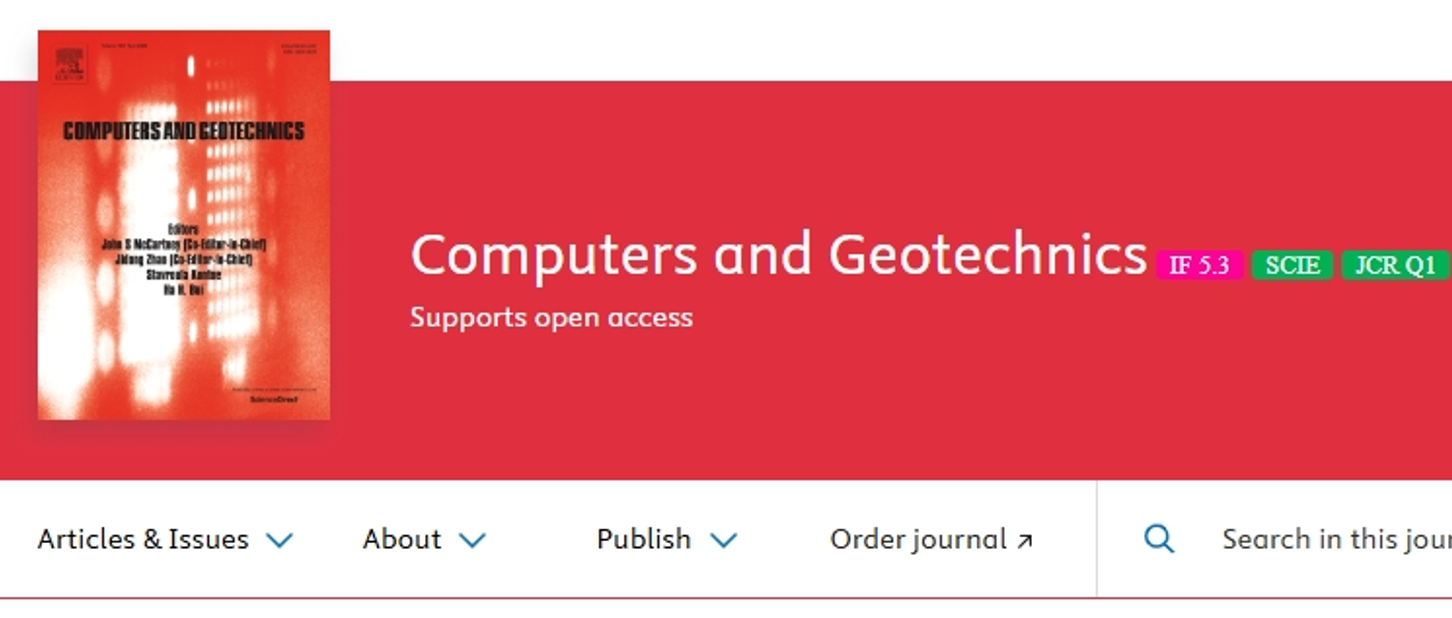 COMPUTERS AND GEOTECHNICS
Editors
John S McCartney (Co-Editor-in-Chief)
Jidong Zhao (Co-Editor-in-Chief)
Stavroula Kontoe
Ha H. Bui
ScienceDirect
Computers and Geotechnics IF 5.3 SCIE JCR Q1
Supports open access
Articles & Issues About Publish Order journal Search in this jour